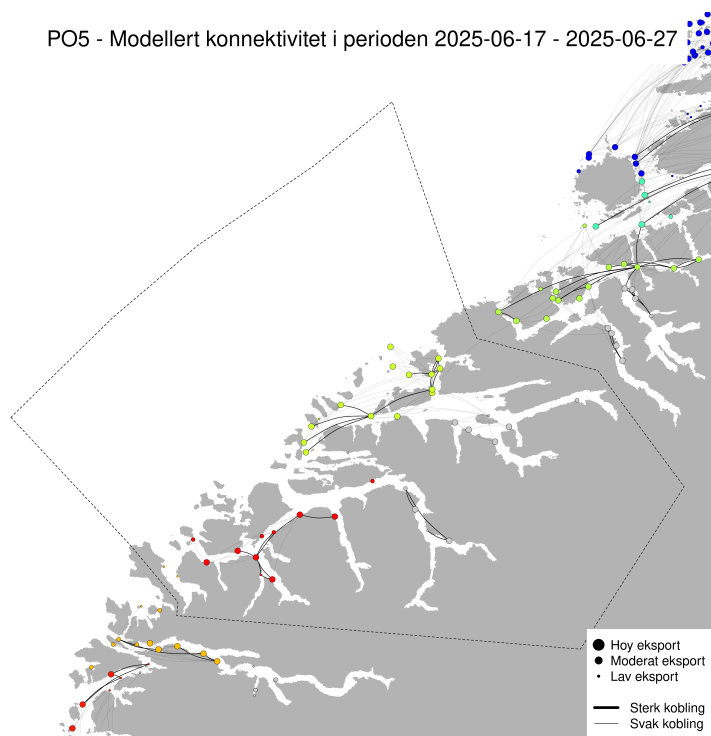 PO5 - Modellert konnektivitet i perioden 2025-06-17 - 2025-06-27
Hoy eksport
Moderat eksport
Lav eksport
Sterk kobling
Svak kobling